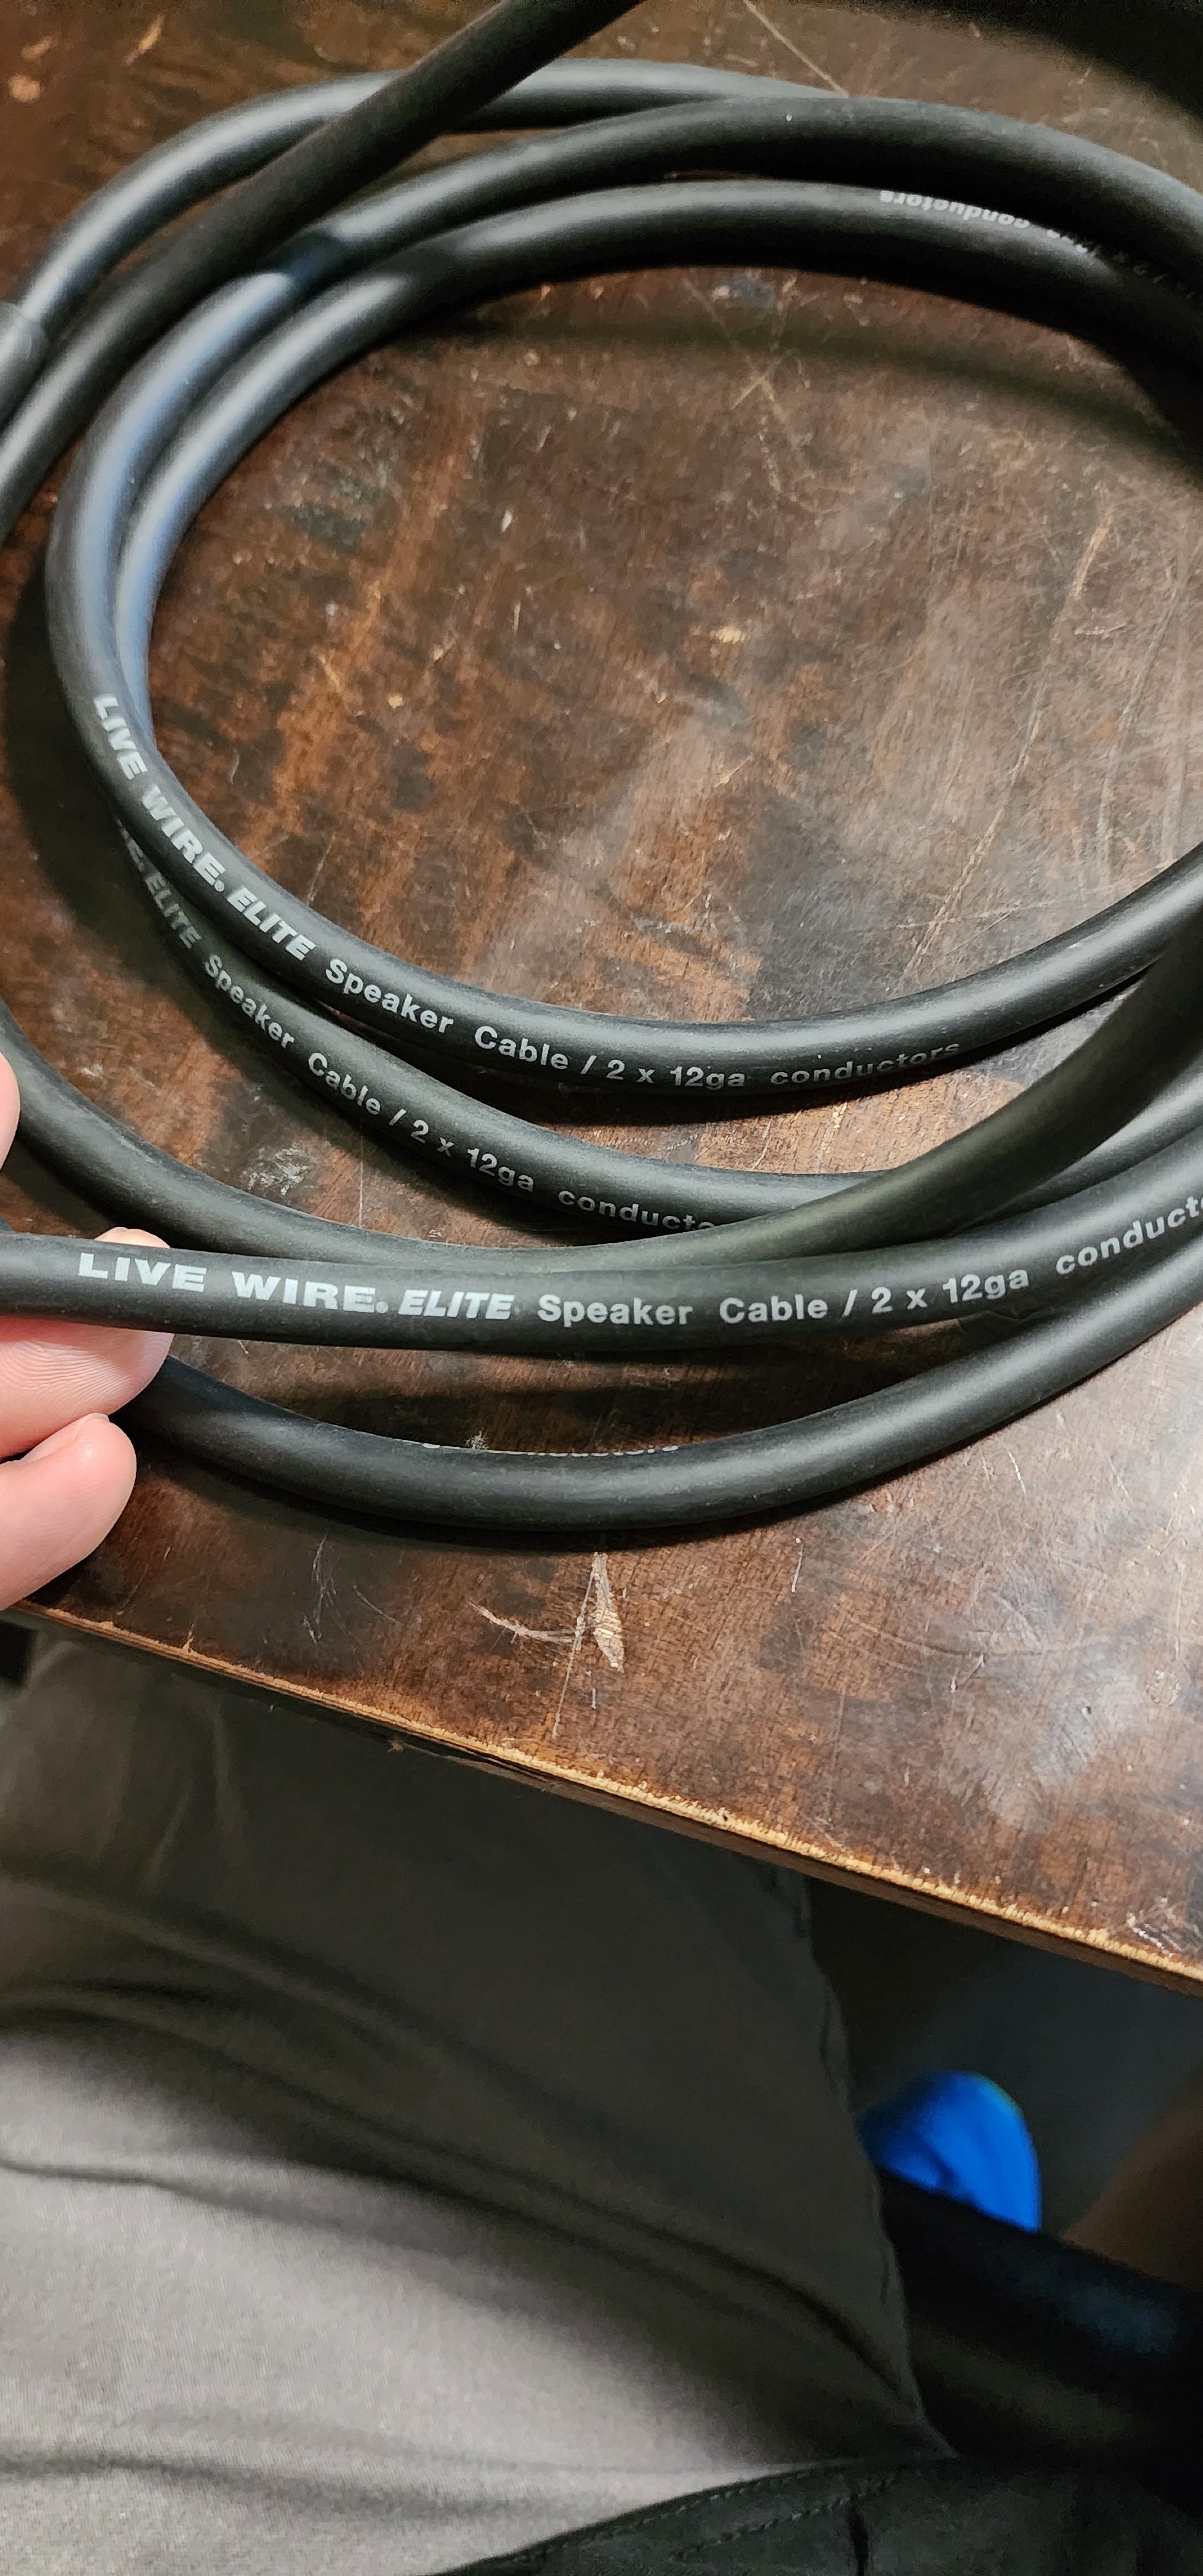 conductors
LIVE WIRE. ELITE Speaker Cable / 2 x 12ga conductors
ELITE Speaker Cable / 2 x 12ga conducto
LIVE WIRE. ELITE Speaker Cable / 2 x 12ga conducto